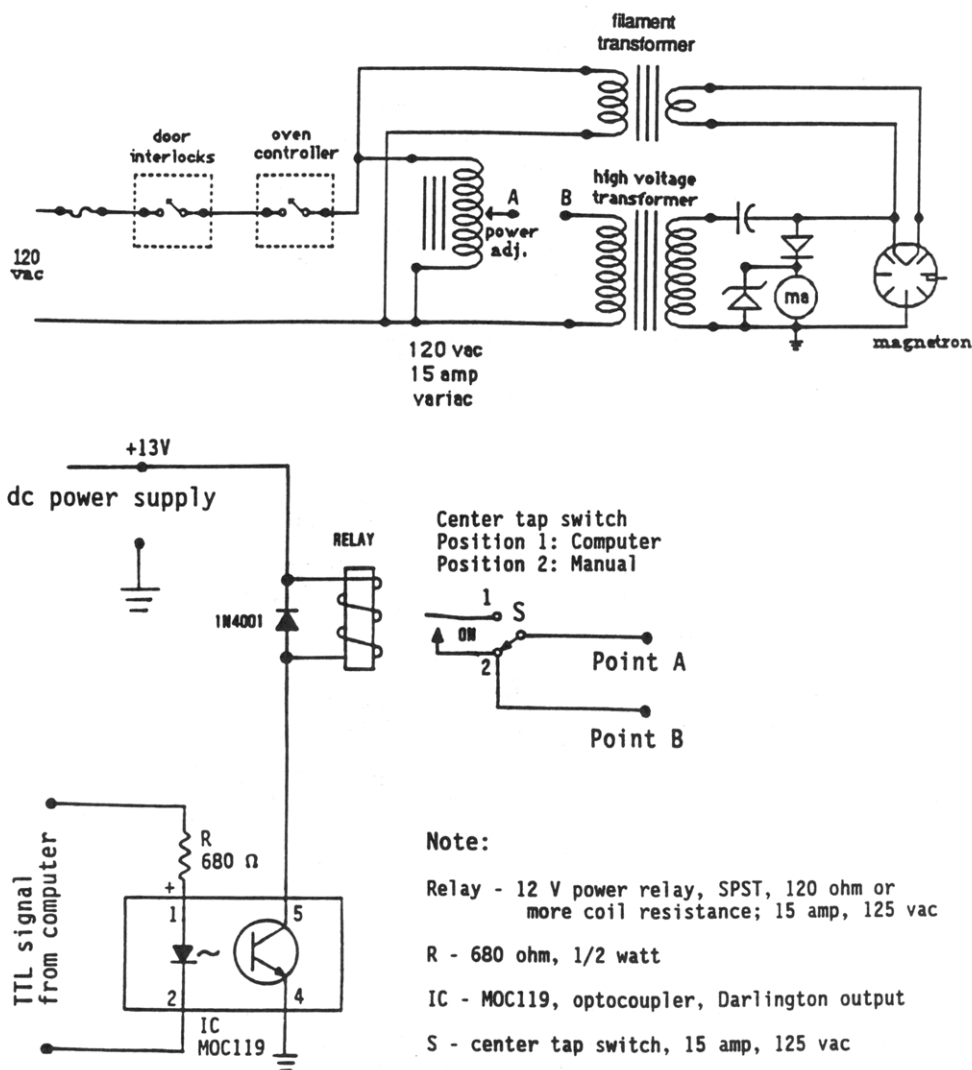 filament
transformer
door
interlocks
oven
controller
A
B
high voltage
transformer
power
adj.
120
vac
ma
magnetron
120 vac
15 amp
variac
+13V
dc power supply
RELAY
Center tap switch
Position 1: Computer
Position 2: Manual
1N4001
1
S
ON
2
Point A
Point B
TTL signal
from computer
R
680 Ω
+
1
5
2
4
IC
MOC119
Note:
Relay - 12 V power relay, SPST, 120 ohm or
more coil resistance; 15 amp, 125 vac
R - 680 ohm, 1/2 watt
IC - MOC119, optocoupler, Darlington output
S - center tap switch, 15 amp, 125 vac